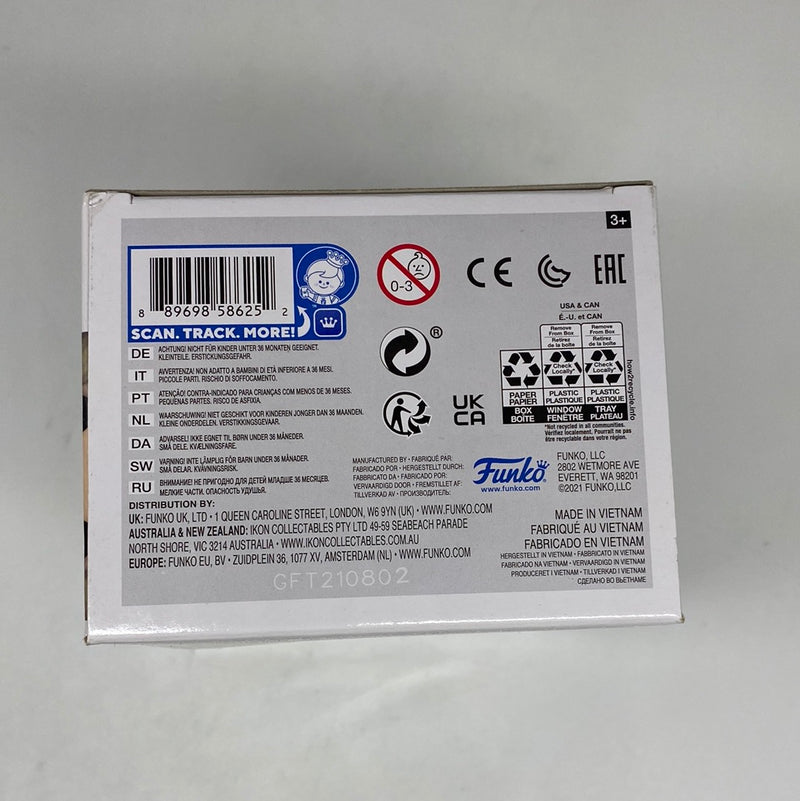 3+
8 89698 58625 2
SCAN. TRACK. MORE!
0-3
CE
EAC
®
UK
CA
USA & CAN
É.-U. et CAN
Remove From Box
Retirez de la boîte
Remove From Box
Retirez de la boîte
Check Locally*
Check Locally*
PAPER
PAPIER
PLASTIC
PLASTIQUE
PLASTIC
PLASTIQUE
BOX
BOÎTE
WINDOW
FENÊTRE
TRAY
PLATEAU
*Not recycled in all communities.
Vérifiez localement. Pourrait ne pas
être recyclable dans votre région.
how2recycle.info
DE ACHTUNG! NICHT FÜR KINDER UNTER 36 MONATEN GEEIGNET.
KLEINTEILE. ERSTICKUNGSGEFAHR.
IT AVVERTENZA! NON ADATTO A BAMBINI DI ETÀ INFERIORE A 36 MESI.
PICCOLE PARTI. RISCHIO DI SOFFOCAMENTO.
PT ATENÇÃO! CONTRA-INDICADO PARA CRIANÇAS COM MENOS DE 36 MESES.
PEQUENAS PARTES. RISCO DE ASFIXIA.
NL WAARSCHUWING! NIET GESCHIKT VOOR KINDEREN JONGER DAN 36 MAANDEN.
KLEINE ONDERDELEN. VERSTIKKINGSGEVAAR.
DA ADVARSEL! IKKE EGNET TIL BØRN UNDER 36 MÅNEDER.
SMÅ DELE. KVÆLNINGSFARE.
SW VARNING! INTE LÄMPLIG FÖR BARN UNDER 36 MÅNADER.
SMÅ DELAR. KVÄVNINGSRISK.
RU ВНИМАНИЕ! НЕ ПРИГОДНО ДЛЯ ДЕТЕЙ МЛАДШЕ 36 МЕСЯЦЕВ.
МЕЛКИЕ ЧАСТИ. ОПАСНОСТЬ УДУШЬЯ.
MANUFACTURED BY • FABRIQUÉ PAR:
FABRICADO POR • HERGESTELLT DURCH:
FABBRICATO DA • FABRICADO POR:
VERVAARDIGD DOOR • FREMSTILLET AF:
TILLVERKAD AV • ПРОИЗВОДИТЕЛЬ:
Funko®
www.funko.com
FUNKO, LLC
2802 WETMORE AVE
EVERETT, WA 98201
©2021 FUNKO,LLC
DISTRIBUTION BY:
UK: FUNKO UK, LTD • 1 QUEEN CAROLINE STREET, LONDON, W6 9YN (UK) • WWW.FUNKO.COM
AUSTRALIA & NEW ZEALAND: IKON COLLECTABLES PTY LTD 49-59 SEABEACH PARADE
NORTH SHORE, VIC 3214 AUSTRALIA • WWW.IKONCOLLECTABLES.COM.AU
EUROPE: FUNKO EU, BV • ZUIDPLEIN 36, 1077 XV, AMSTERDAM (NL) • WWW.FUNKO.COM
GFT210802
MADE IN VIETNAM
FABRIQUÉ AU VIETNAM
FABRICADO EN VIETNAM
HERGESTELLT IN VIETNAM • FABBRICATO IN VIETNAM
FABRICADO NA VIETNAM • VERVAARDIGD IN VIETNAM
PRODUCERET I VIETNAM • TILLVERKAD I VIETNAM
СДЕЛАНО ВО ВЬЕТНАМЕ